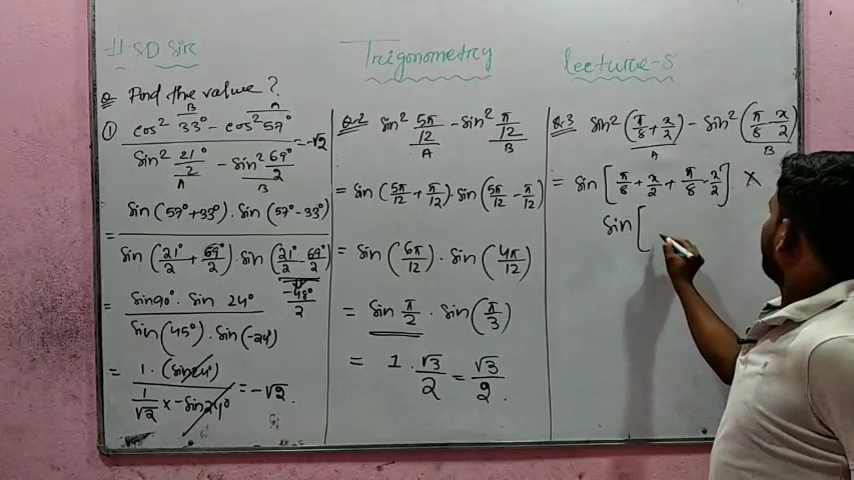 Trigonometry
lecture-8
Q Find the value?
① cos² 33° - cos² 57° / sin² 21°/2 - sin² 69°/2 = -√2
B A
A B
= sin (57°+33°) . sin (57°-33°) / sin (21°/2 + 69°/2) . sin (21°/2 - 69°/2)
-48°/2
= sin90° . sin 24° / sin(45°) . sin(-24°)
= 1 . (sin24°) / 1/√2 x -sin24° = -√2.
Q.2 sin² 5π/12 - sin² π/12
A B
= sin (5π/12 + π/12) . sin (5π/12 - π/12)
= sin (6π/12) . sin (4π/12)
= sin π/2 . sin (π/3)
= 1 . √3/2 = √3/2 .
Q.3 sin² (π/8 + x/2) - sin² (π/8 - x/2)
A B
= sin [π/8 + x/2 + π/8 - x/2] . x
sin [